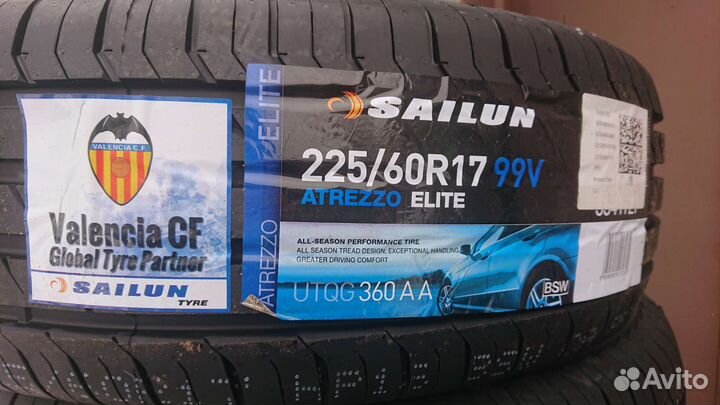 VALENCIA C.F
Valencia CF
Global Tyre Partner
SAILUN
TYRE
ATREZZO ELITE
SAILUN
225/60R17 99V
ATREZZO ELITE
ALL-SEASON PERFORMANCE TIRE
ALL SEASON TREAD DESIGN, EXCEPTIONAL HANDLING,
GREATER DRIVING COMFORT
UTQG 360 A A
BSW
Avito